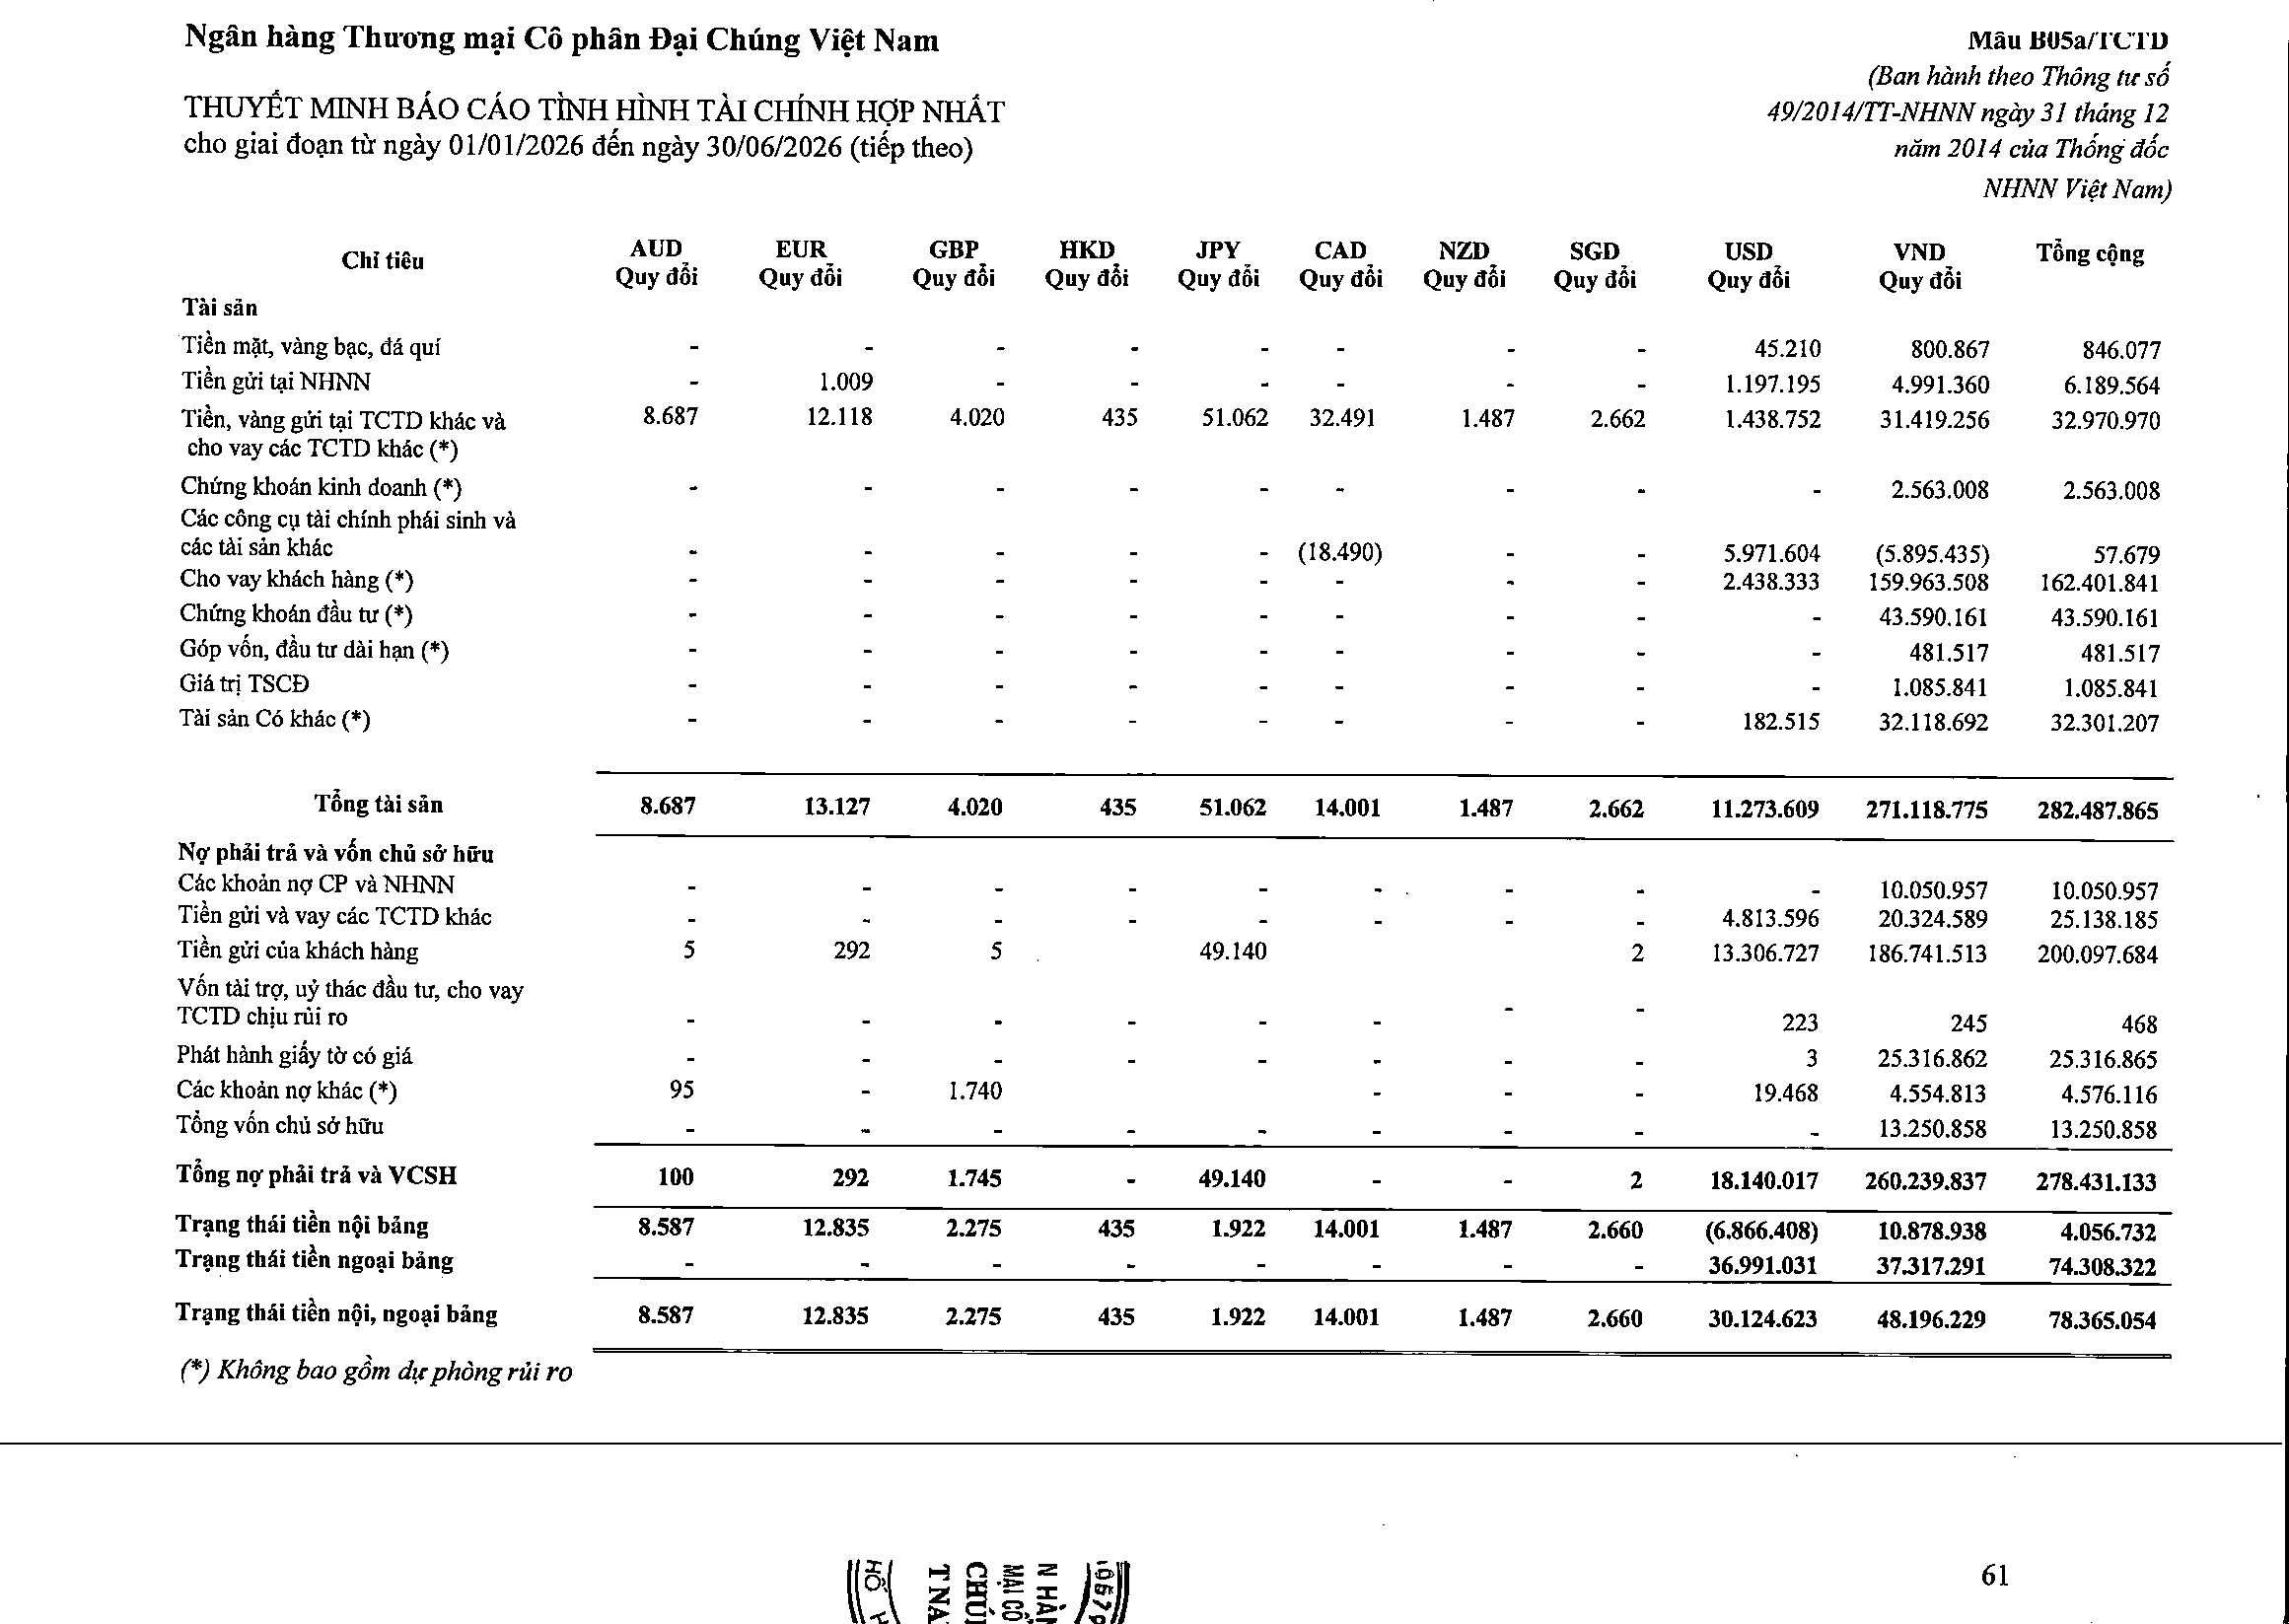 Ngân hàng Thương mại Cổ phần Đại Chúng Việt Nam
Mẫu B05a/TCTD
(Ban hành theo Thông tư số
THUYẾT MINH BÁO CÁO TÌNH HÌNH TÀI CHÍNH HỢP NHẤT
49/2014/TT-NHNN ngày 31 tháng 12
cho giai đoạn từ ngày 01/01/2026 đến ngày 30/06/2026 (tiếp theo)
năm 2014 của Thống đốc
NHNN Việt Nam)
Chỉ tiêu AUD EUR GBP HKD JPY CAD NZD SGD USD VND Tổng cộng
Quy đổi Quy đổi Quy đổi Quy đổi Quy đổi Quy đổi Quy đổi Quy đổi Quy đổi Quy đổi
Tài sản
Tiền mặt, vàng bạc, đá quí - - - - - - - - 45.210 800.867 846.077
Tiền gửi tại NHNN - 1.009 - - - - - - 1.197.195 4.991.360 6.189.564
Tiền, vàng gửi tại TCTD khác và 8.687 12.118 4.020 435 51.062 32.491 1.487 2.662 1.438.752 31.419.256 32.970.970
cho vay các TCTD khác (*)
Chứng khoán kinh doanh (*) - - - - - - - - - 2.563.008 2.563.008
Các công cụ tài chính phái sinh và
các tài sản khác - - - - - (18.490) - - 5.971.604 (5.895.435) 57.679
Cho vay khách hàng (*) - - - - - - - - 2.438.333 159.963.508 162.401.841
Chứng khoán đầu tư (*) - - - - - - - - - 43.590.161 43.590.161
Góp vốn, đầu tư dài hạn (*) - - - - - - - - - 481.517 481.517
Giá trị TSCĐ - - - - - - - - - 1.085.841 1.085.841
Tài sản Có khác (*) - - - - - - - - 182.515 32.118.692 32.301.207
Tổng tài sản 8.687 13.127 4.020 435 51.062 14.001 1.487 2.662 11.273.609 271.118.775 282.487.865
Nợ phải trả và vốn chủ sở hữu
Các khoản nợ CP và NHNN - - - - - - - - - 10.050.957 10.050.957
Tiền gửi và vay các TCTD khác - - - - - - - - 4.813.596 20.324.589 25.138.185
Tiền gửi của khách hàng 5 292 5 49.140 2 13.306.727 186.741.513 200.097.684
Vốn tài trợ, uỷ thác đầu tư, cho vay
TCTD chịu rủi ro - - - - - - - - 223 245 468
Phát hành giấy tờ có giá - - - - - - - - 3 25.316.862 25.316.865
Các khoản nợ khác (*) 95 - 1.740 - - - 19.468 4.554.813 4.576.116
Tổng vốn chủ sở hữu - - - - - - - - - 13.250.858 13.250.858
Tổng nợ phải trả và VCSH 100 292 1.745 - 49.140 - - 2 18.140.017 260.239.837 278.431.133
Trạng thái tiền nội bảng 8.587 12.835 2.275 435 1.922 14.001 1.487 2.660 (6.866.408) 10.878.938 4.056.732
Trạng thái tiền ngoại bảng - - - - - - - - 36.991.031 37.317.291 74.308.322
Trạng thái tiền nội, ngoại bảng 8.587 12.835 2.275 435 1.922 14.001 1.487 2.660 30.124.623 48.196.229 78.365.054
(*) Không bao gồm dự phòng rủi ro
61